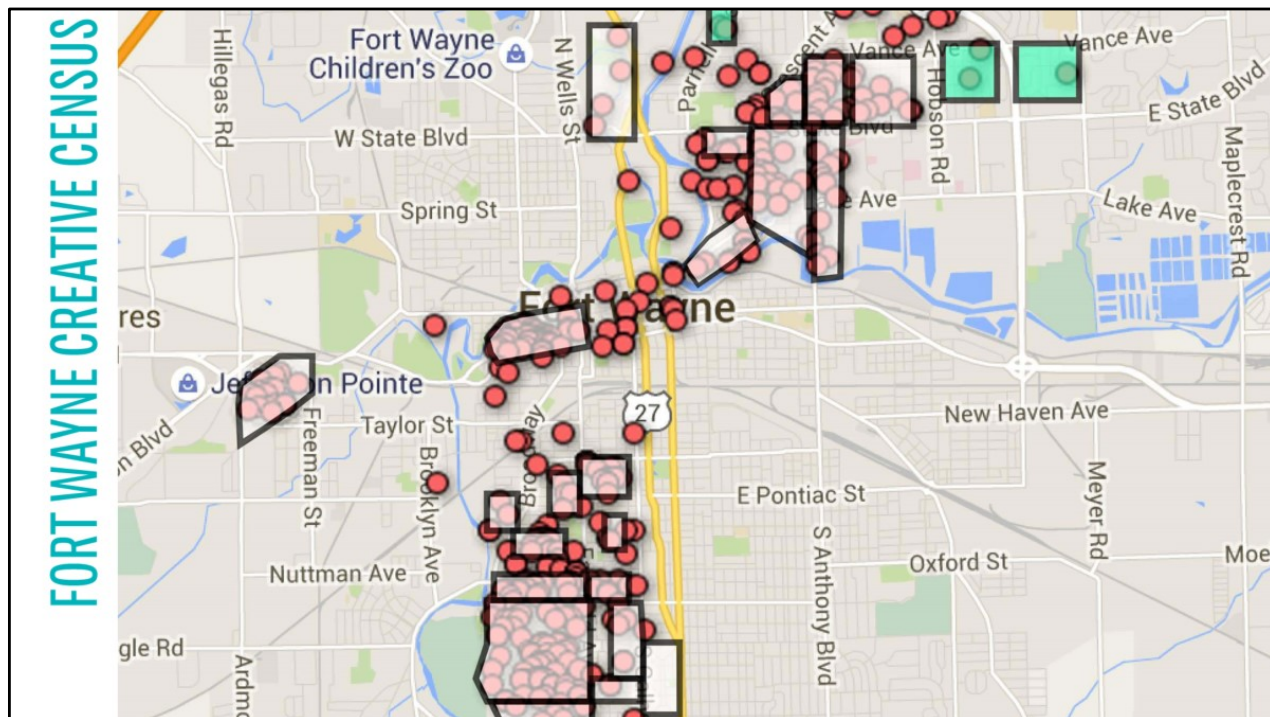 FORT WAYNE CREATIVE CENSUS
Hillegas Rd
Fort Wayne
Children's Zoo
N Wells St
Vance Ave
Vance Ave
W State Blvd
Hobson Rd
E State Blvd
Maplecrest Rd
Spring St
Lake Ave
Fort Wayne
res
Pointe
27
Taylor St
New Haven Ave
Freeman St
Brooklyn Ave
E Pontiac St
Meyer Rd
S Anthony Blvd
Nuttman Ave
Oxford St
Moe
gle Rd